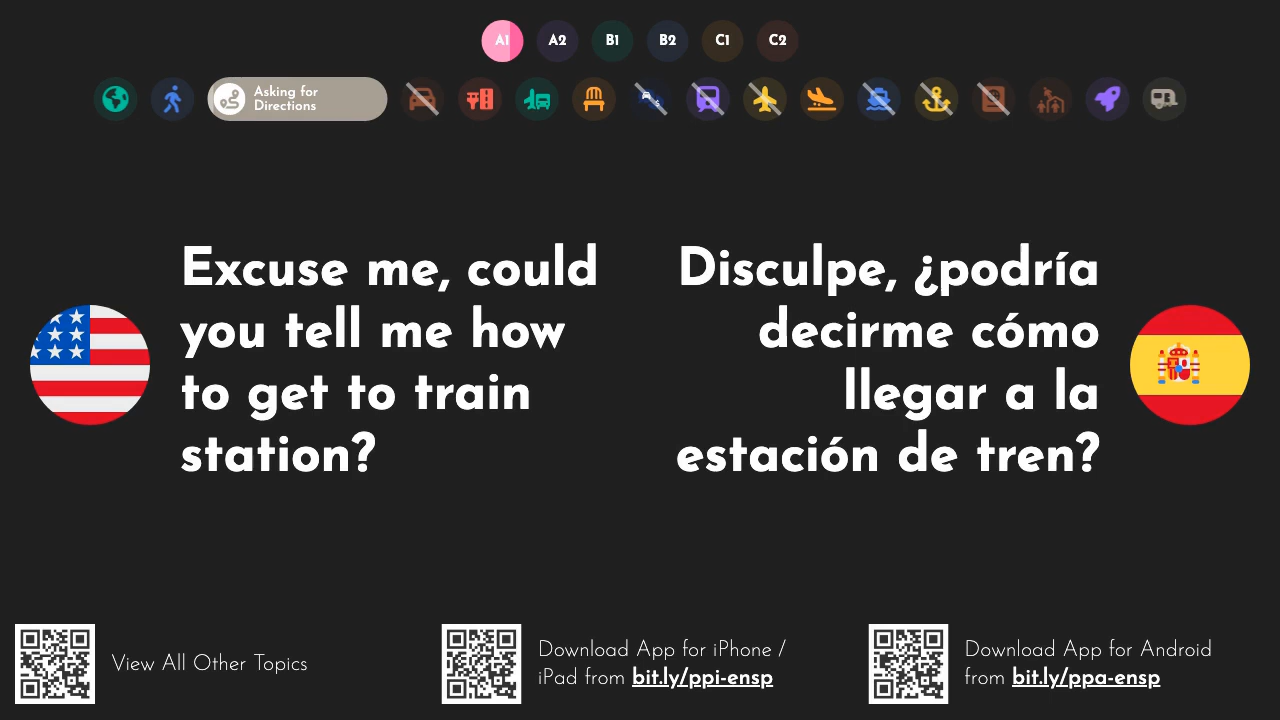 A1 A2 B1 B2 C1 C2
Asking for
Directions
Excuse me, could
you tell me how
to get to train
station?
Disculpe, ¿podría
decirme cómo
llegar a la
estación de tren?
View All Other Topics
Download App for iPhone /
iPad from bit.ly/ppi-ensp
Download App for Android
from bit.ly/ppa-ensp